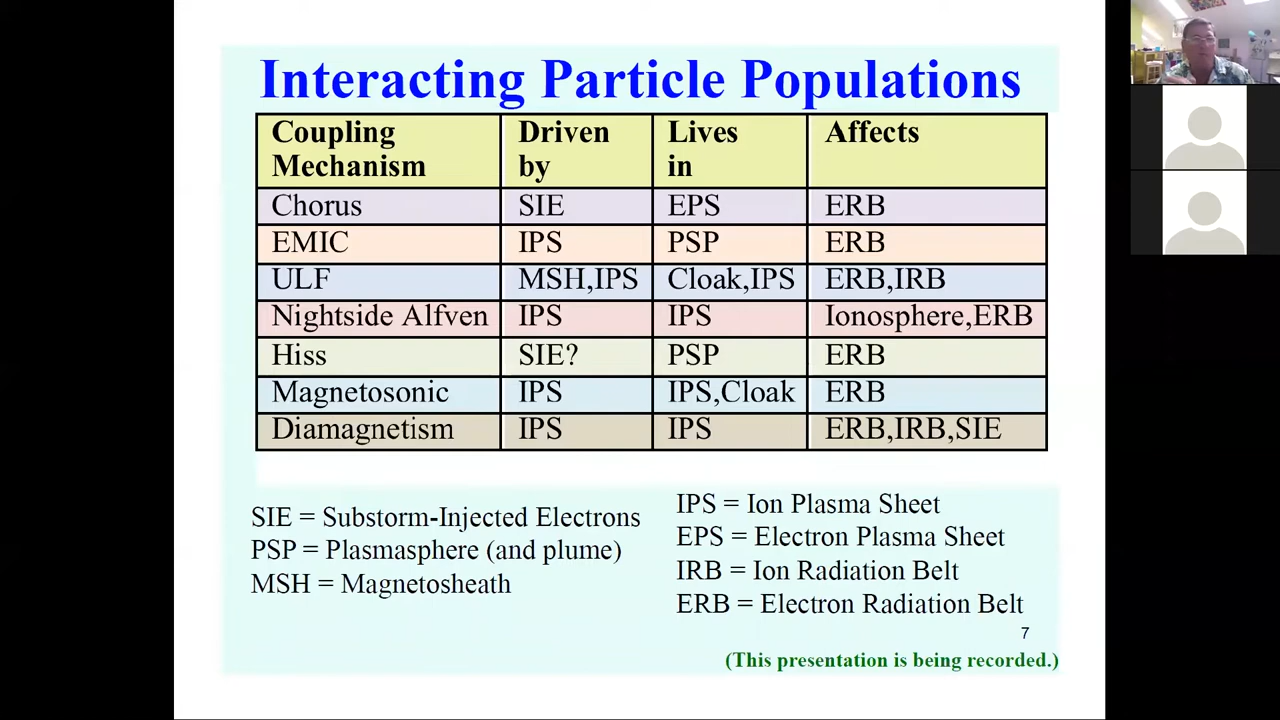 Interacting Particle Populations
Coupling Mechanism Driven by Lives in Affects
Chorus SIE EPS ERB
EMIC IPS PSP ERB
ULF MSH,IPS Cloak,IPS ERB,IRB
Nightside Alfven IPS IPS Ionosphere,ERB
Hiss SIE? PSP ERB
Magnetosonic IPS IPS,Cloak ERB
Diamagnetism IPS IPS ERB,IRB,SIE
SIE = Substorm-Injected Electrons
PSP = Plasmasphere (and plume)
MSH = Magnetosheath
IPS = Ion Plasma Sheet
EPS = Electron Plasma Sheet
IRB = Ion Radiation Belt
ERB = Electron Radiation Belt
7
(This presentation is being recorded.)